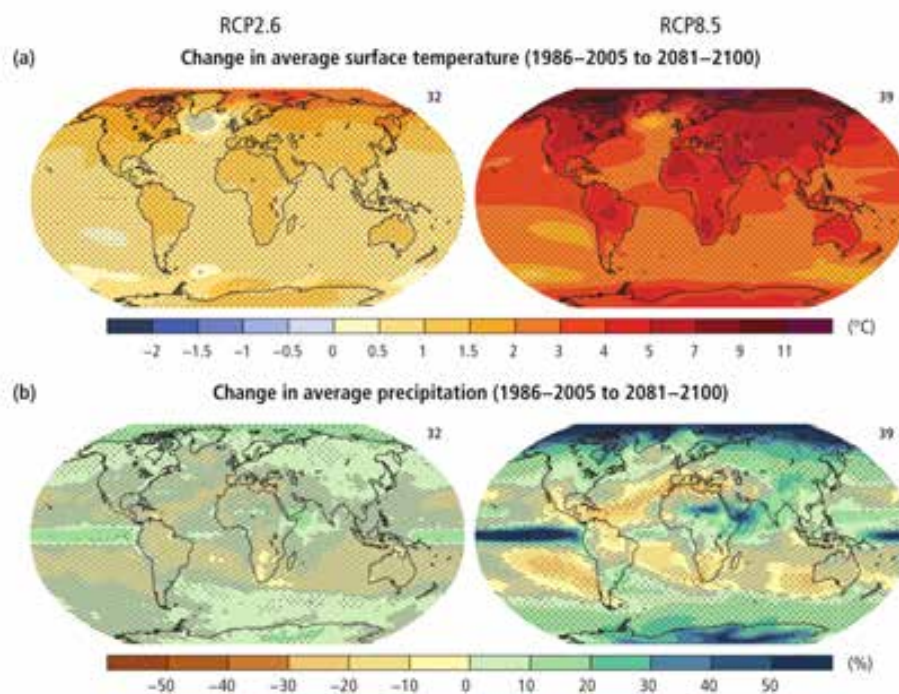 RCP2.6 RCP8.5
(a) Change in average surface temperature (1986–2005 to 2081–2100)
32 39
(°C)
−2 −1.5 −1 −0.5 0 0.5 1 1.5 2 3 4 5 7 9 11
(b) Change in average precipitation (1986–2005 to 2081–2100)
32 39
(%)
−50 −40 −30 −20 −10 0 10 20 30 40 50